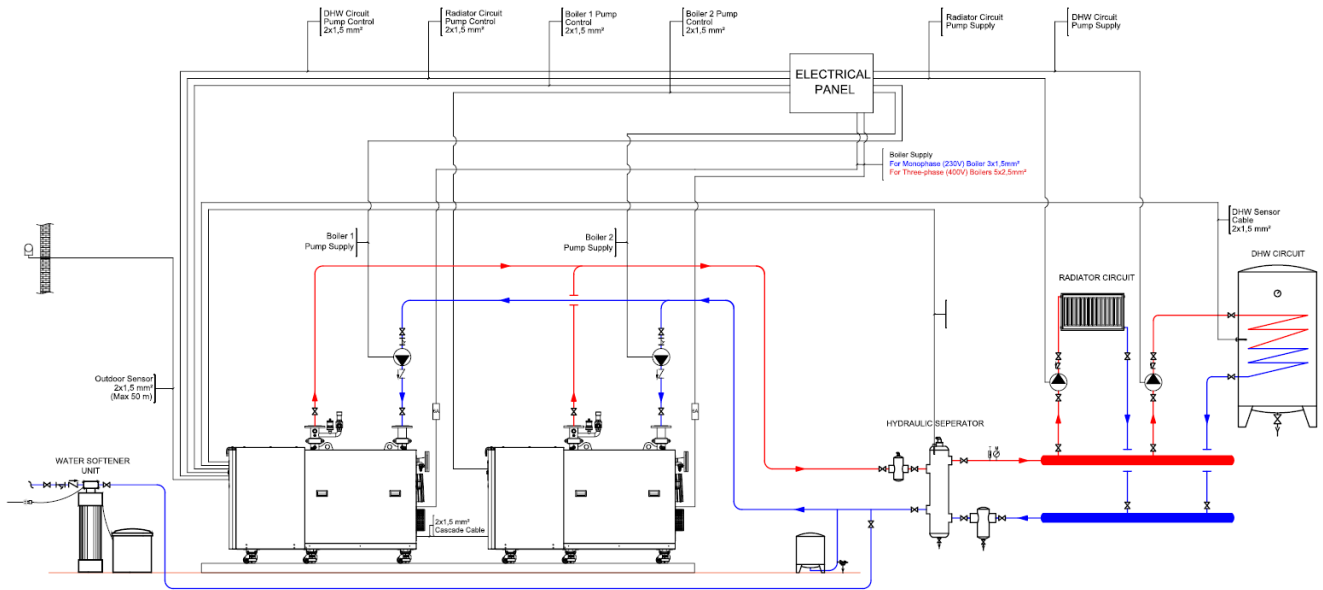 DHW Circuit
Pump Control
2x1,5 mm²
Radiator Circuit
Pump Control
2x1,5 mm²
Boiler 1 Pump
Control
2x1,5 mm²
Boiler 2 Pump
Control
2x1,5 mm²
Radiator Circuit
Pump Supply
DHW Circuit
Pump Supply
ELECTRICAL
PANEL
Boiler Supply
For Monophase (230V) Boiler 3x1,5mm²
For Three-phase (400V) Boilers 5x2,5mm²
Boiler 1
Pump Supply
Boiler 2
Pump Supply
DHW Sensor
Cable
2x1,5 mm²
DHW CIRCUIT
RADIATOR CIRCUIT
Outdoor Sensor
2x1,5 mm²
(Max 50 m)
6A
6A
HYDRAULIC SEPERATOR
WATER SOFTENER
UNIT
2x1,5 mm²
Cascade Cable